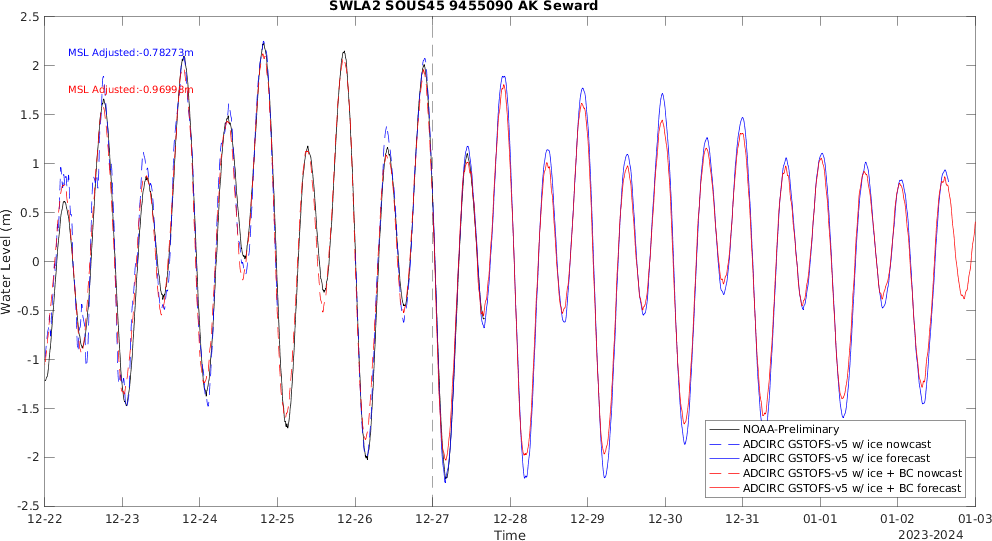 SWLA2 SOUS45 9455090 AK Seward
MSL Adjusted:-0.78273m
MSL Adjusted:-0.96998m
Water Level (m)
2.5
2
1.5
1
0.5
0
-0.5
-1
-1.5
-2
-2.5
NOAA-Preliminary
ADCIRC GSTOFS-v5 w/ ice nowcast
ADCIRC GSTOFS-v5 w/ ice forecast
ADCIRC GSTOFS-v5 w/ice + BC nowcast
ADCIRC GSTOFS-v5 w/ice + BC forecast
12-22 12-23 12-24 12-25 12-26 12-27 12-28 12-29 12-30 12-31 01-01 01-02 01-03
Time
2023-2024